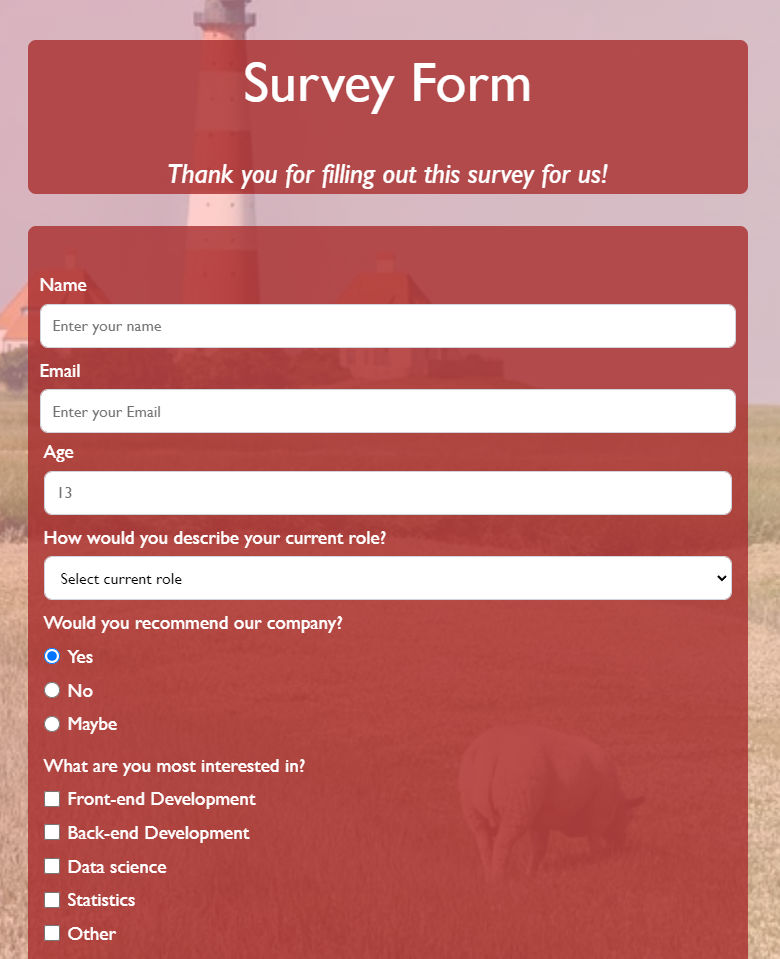 Survey Form
Thank you for filling out this survey for us!
Name
Enter your name
Email
Enter your Email
Age
13
How would you describe your current role?
Select current role
Would you recommend our company?
Yes
No
Maybe
What are you most interested in?
Front-end Development
Back-end Development
Data science
Statistics
Other